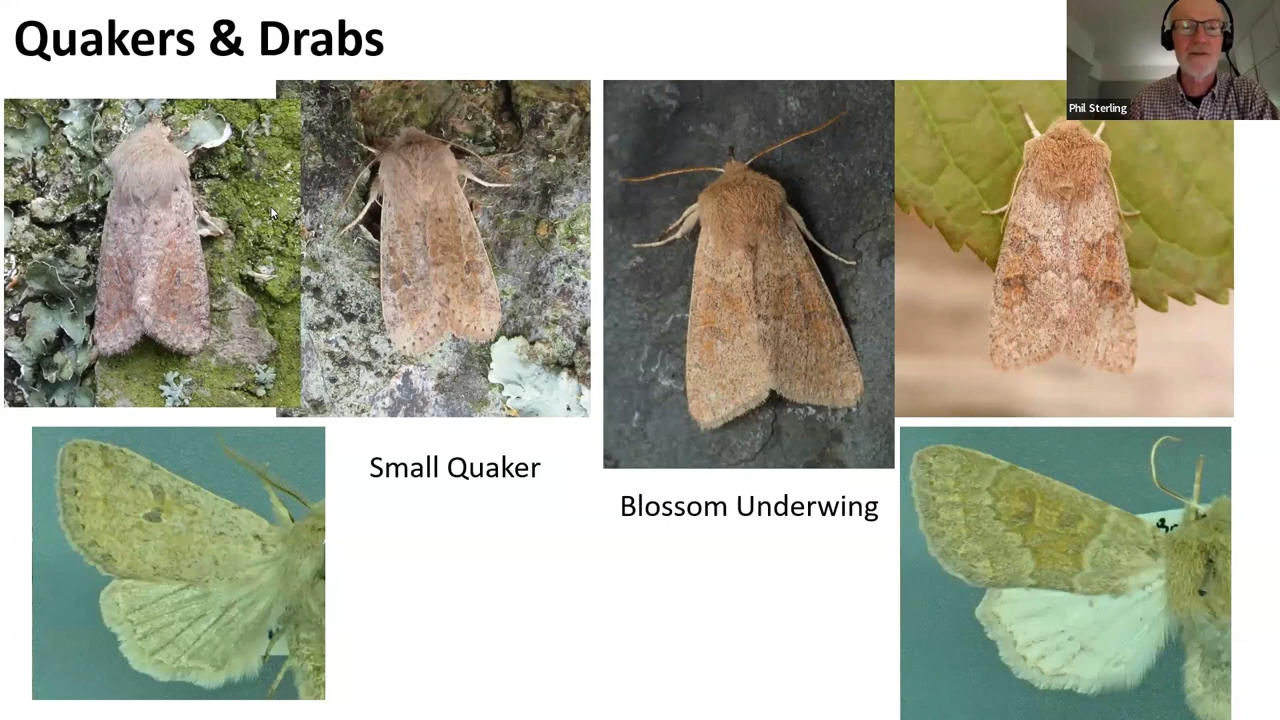 Quakers & Drabs
Phil Sterling
Small Quaker
Blossom Underwing